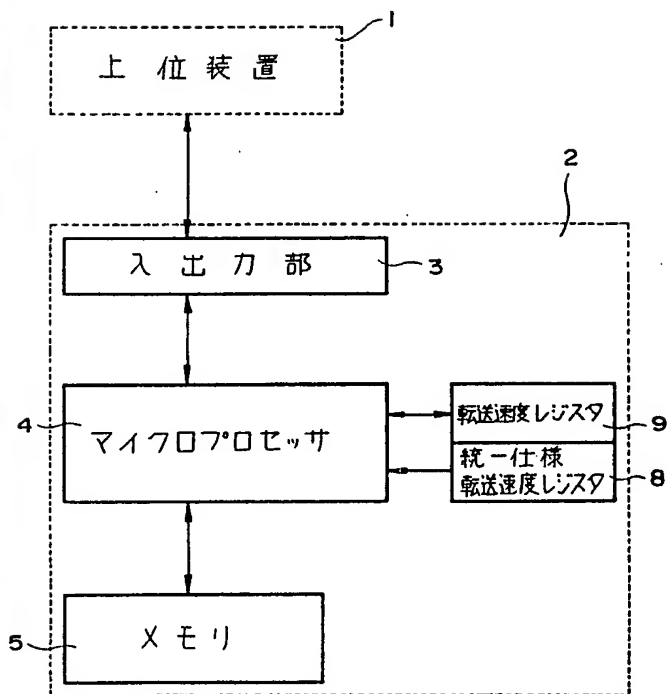 1
上位装置
2
入出力部
3
4
マイクロプロセッサ
転送速度レジスタ
9
統一仕様
転送速度レジスタ
8
5
メモリ